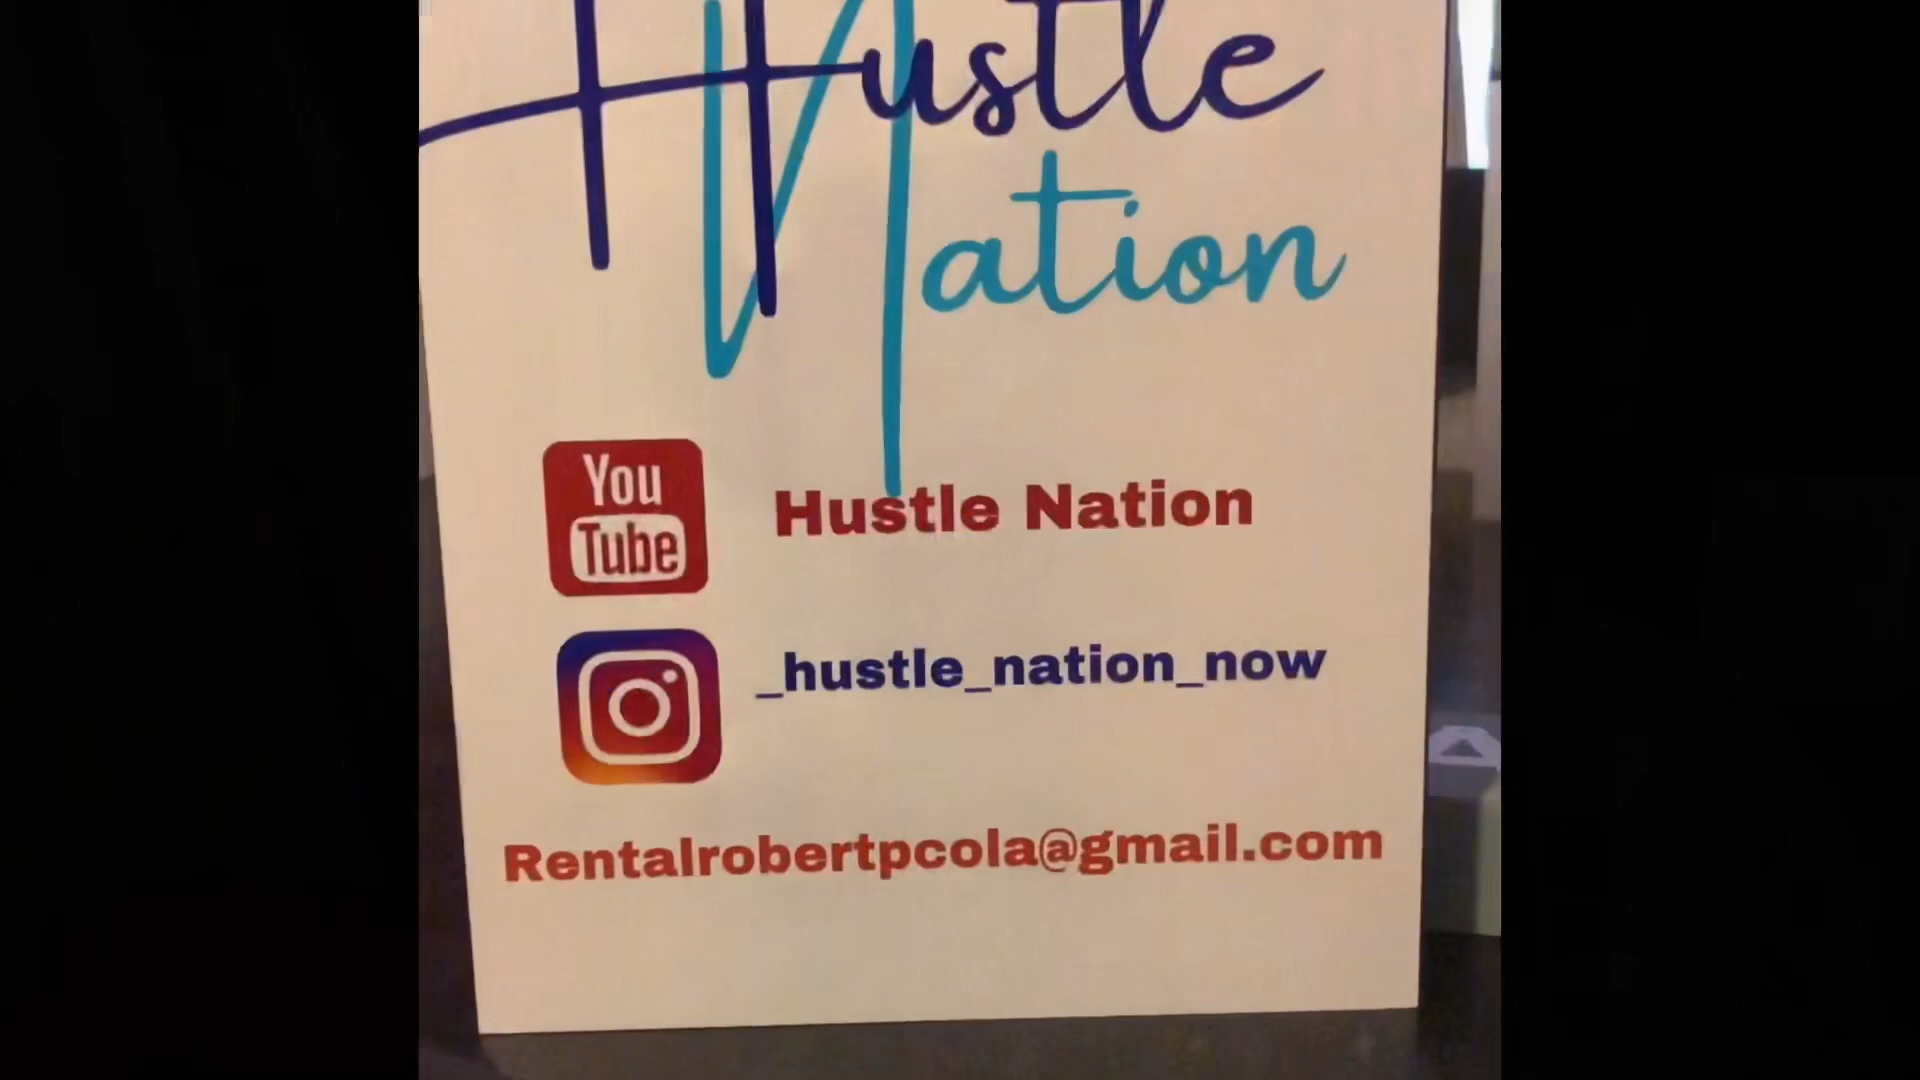 Hustle
Nation
You
Tube
Hustle Nation
_hustle_nation_now
Rentalrobertpcola@gmail.com